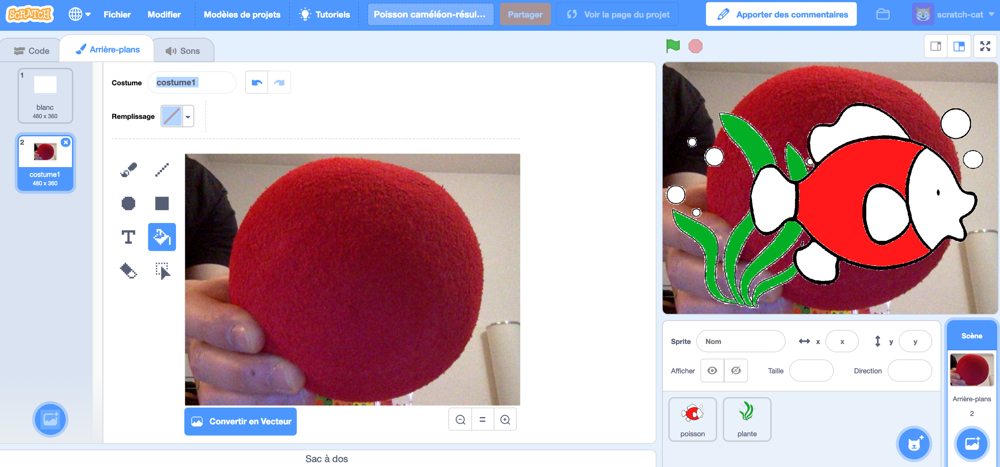 SCRATCH Fichier Modifier Modèles de projets Tutoriels Poisson caméléon-résul... Partager Voir la page du projet Apporter des commentaires scratch-cat
Code Arrière-plans Sons
1
blanc
480 x 360
2
costume1
480 x 360
Costume costume1
Remplissage
T
Convertir en Vecteur
Sac à dos
Sprite Nom x x y y
Afficher Taille Direction
poisson plante
Scène
Arrière-plans
2